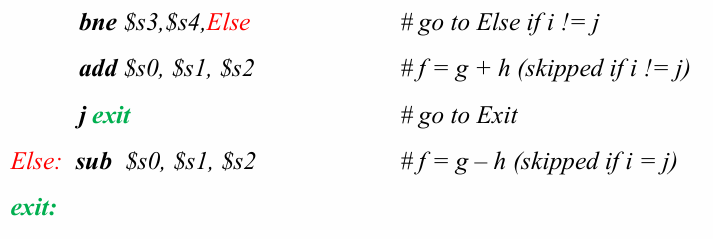 bne $s3,$s4,Else # go to Else if i != j
add $s0, $s1, $s2 # f = g + h (skipped if i != j)
j exit # go to Exit
Else: sub $s0, $s1, $s2 # f = g – h (skipped if i = j)
exit: